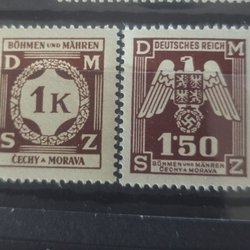 BÖHMEN UND MÄHREN
D M
1K
S Z
ČECHY A MORAVA
DEUTSCHES REICH
D M
1·50
S Z
BÖHMEN UND MÄHREN
ČECHY A MORAVA